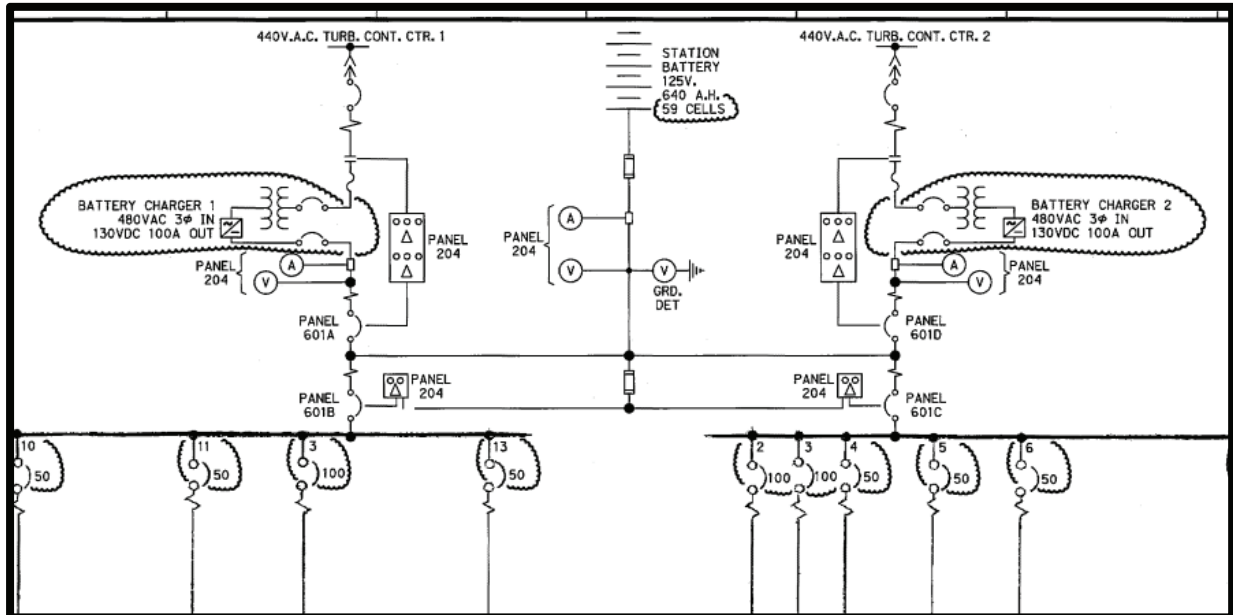 440V.A.C. TURB. CONT. CTR. 1
440V.A.C. TURB. CONT. CTR. 2
STATION
BATTERY
125V.
640 A.H.
59 CELLS
BATTERY CHARGER 1
480VAC 3ϕ IN
130VDC 100A OUT
PANEL
204
A
V
PANEL
204
PANEL
601A
PANEL
204
A
V
V
GRD.
DET
PANEL
204
BATTERY CHARGER 2
480VAC 3ϕ IN
130VDC 100A OUT
A
V
PANEL
204
PANEL
601D
PANEL
204
PANEL
601B
PANEL
204
PANEL
601C
10
50
11
50
3
100
13
50
2
100
3
100
4
50
5
50
6
50